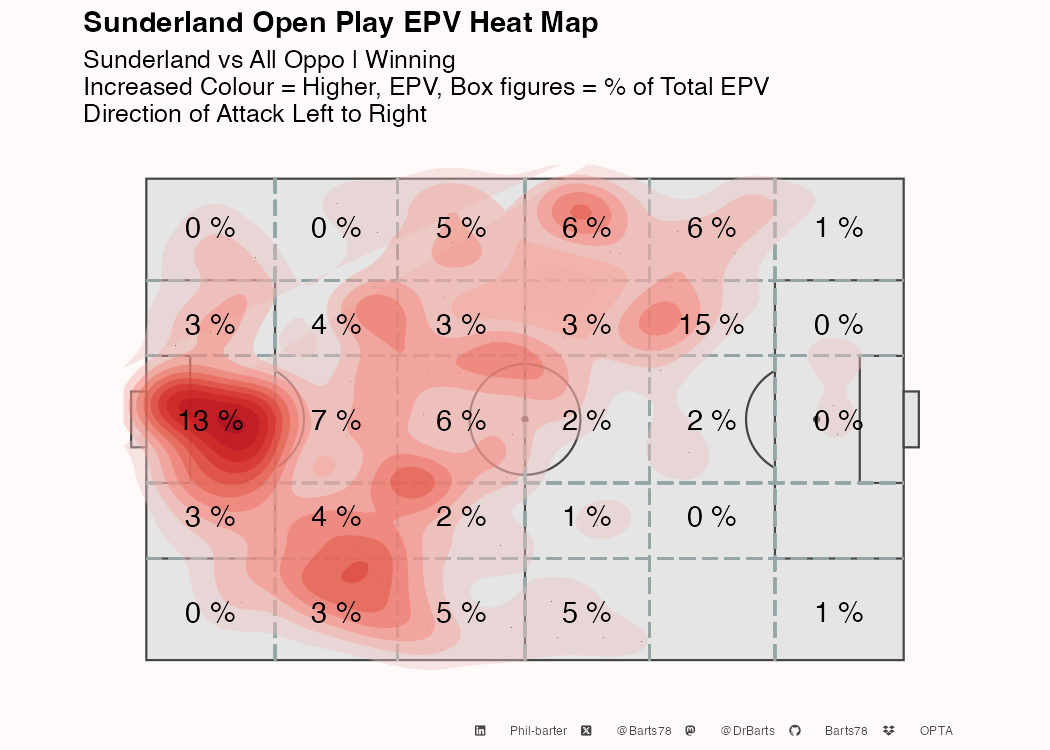 Sunderland Open Play EPV Heat Map
Sunderland vs All Oppo | Winning
Increased Colour = Higher, EPV, Box figures = % of Total EPV
Direction of Attack Left to Right
0 % 0 % 5 % 6 % 6 % 1 %
3 % 4 % 3 % 3 % 15 % 0 %
13 % 7 % 6 % 2 % 2 % 0 %
3 % 4 % 2 % 1 % 0 %
0 % 3 % 5 % 5 % 1 %
Phil-barter @Barts78 @DrBarts Barts78 OPTA